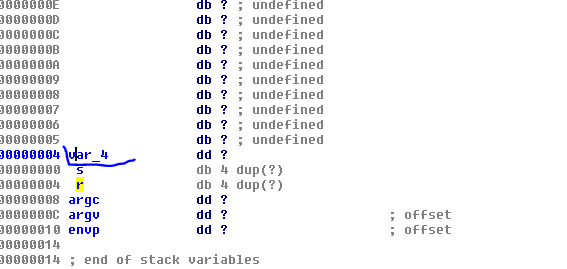 0000000E db ? ; undefined
0000000D db ? ; undefined
0000000C db ? ; undefined
0000000B db ? ; undefined
0000000A db ? ; undefined
00000009 db ? ; undefined
00000008 db ? ; undefined
00000007 db ? ; undefined
00000006 db ? ; undefined
00000005 db ? ; undefined
00000004 var_4 dd ?
00000000 s db 4 dup(?)
00000004 r db 4 dup(?)
00000008 argc dd ?
0000000C argv dd ? ; offset
00000010 envp dd ? ; offset
00000014
00000014 ; end of stack variables